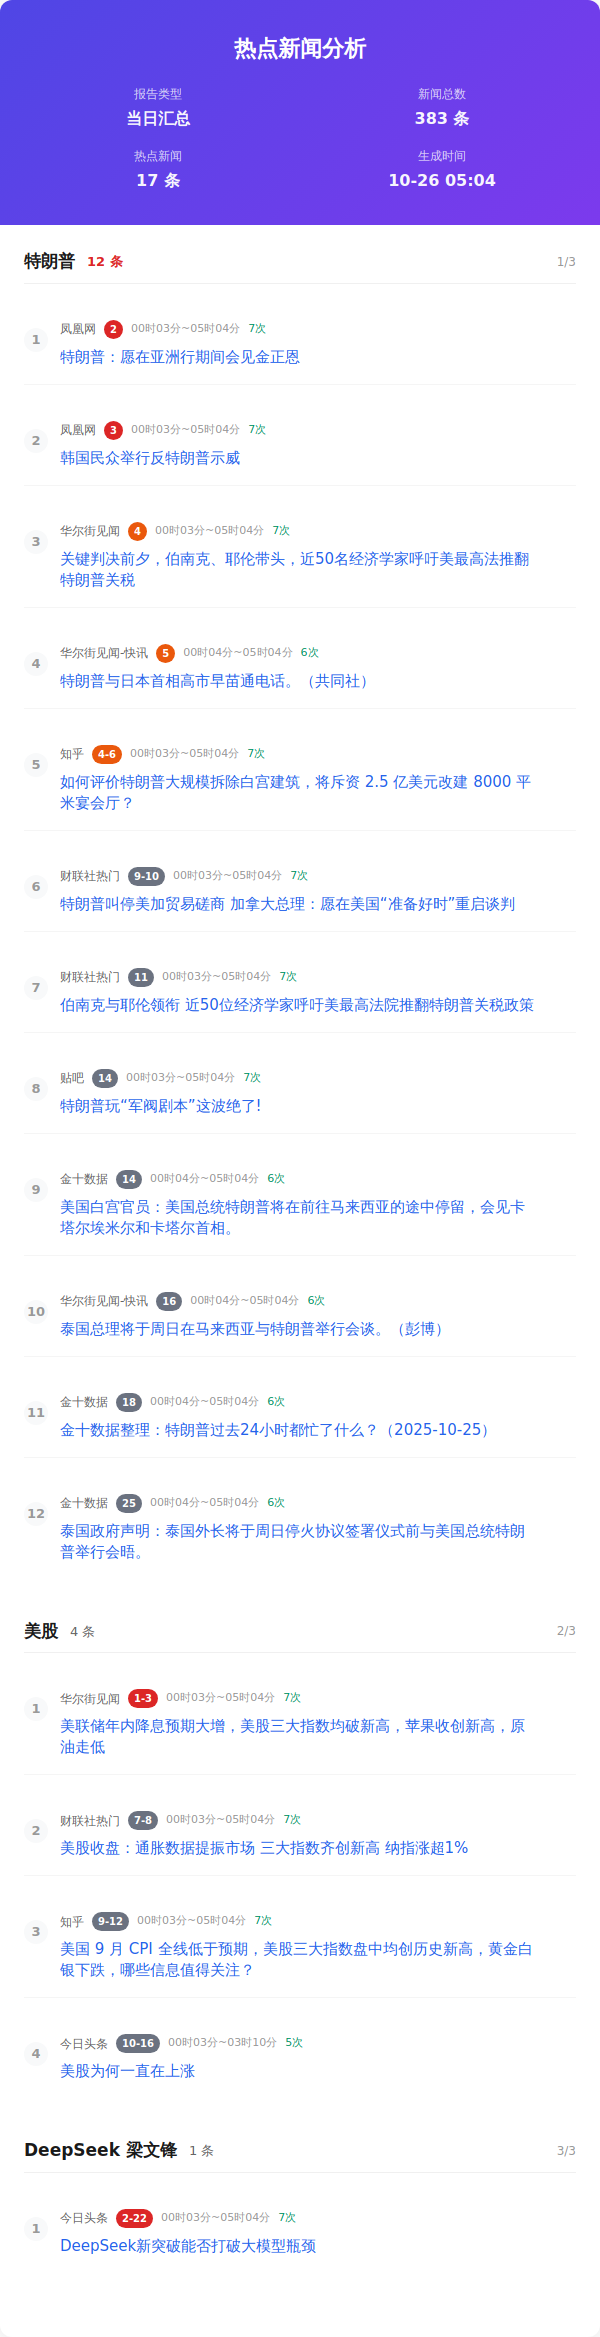 热点新闻分析
报告类型
新闻总数
当日汇总
383 条
热点新闻
生成时间
17 条
10-26 05:04
特朗普 12 条 1/3
1
凤凰网 2 00时03分~05时04分 7次
特朗普：愿在亚洲行期间会见金正恩
2
凤凰网 3 00时03分~05时04分 7次
韩国民众举行反特朗普示威
3
华尔街见闻 4 00时03分~05时04分 7次
关键判决前夕，伯南克、耶伦带头，近50名经济学家呼吁美最高法推翻
特朗普关税
4
华尔街见闻-快讯 5 00时04分~05时04分 6次
特朗普与日本首相高市早苗通电话。（共同社）
5
知乎 4-6 00时03分~05时04分 7次
如何评价特朗普大规模拆除白宫建筑，将斥资 2.5 亿美元改建 8000 平
米宴会厅？
6
财联社热门 9-10 00时03分~05时04分 7次
特朗普叫停美加贸易磋商 加拿大总理：愿在美国“准备好时”重启谈判
7
财联社热门 11 00时03分~05时04分 7次
伯南克与耶伦领衔 近50位经济学家呼吁美最高法院推翻特朗普关税政策
8
贴吧 14 00时03分~05时04分 7次
特朗普玩“军阀剧本”这波绝了!
9
金十数据 14 00时04分~05时04分 6次
美国白宫官员：美国总统特朗普将在前往马来西亚的途中停留，会见卡
塔尔埃米尔和卡塔尔首相。
10
华尔街见闻-快讯 16 00时04分~05时04分 6次
泰国总理将于周日在马来西亚与特朗普举行会谈。（彭博）
11
金十数据 18 00时04分~05时04分 6次
金十数据整理：特朗普过去24小时都忙了什么？（2025-10-25）
12
金十数据 25 00时04分~05时04分 6次
泰国政府声明：泰国外长将于周日停火协议签署仪式前与美国总统特朗
普举行会晤。
美股 4 条 2/3
1
华尔街见闻 1-3 00时03分~05时04分 7次
美联储年内降息预期大增，美股三大指数均破新高，苹果收创新高，原
油走低
2
财联社热门 7-8 00时03分~05时04分 7次
美股收盘：通胀数据提振市场 三大指数齐创新高 纳指涨超1%
3
知乎 9-12 00时03分~05时04分 7次
美国 9 月 CPI 全线低于预期，美股三大指数盘中均创历史新高，黄金白
银下跌，哪些信息值得关注？
4
今日头条 10-16 00时03分~03时10分 5次
美股为何一直在上涨
DeepSeek 梁文锋 1 条 3/3
1
今日头条 2-22 00时03分~05时04分 7次
DeepSeek新突破能否打破大模型瓶颈